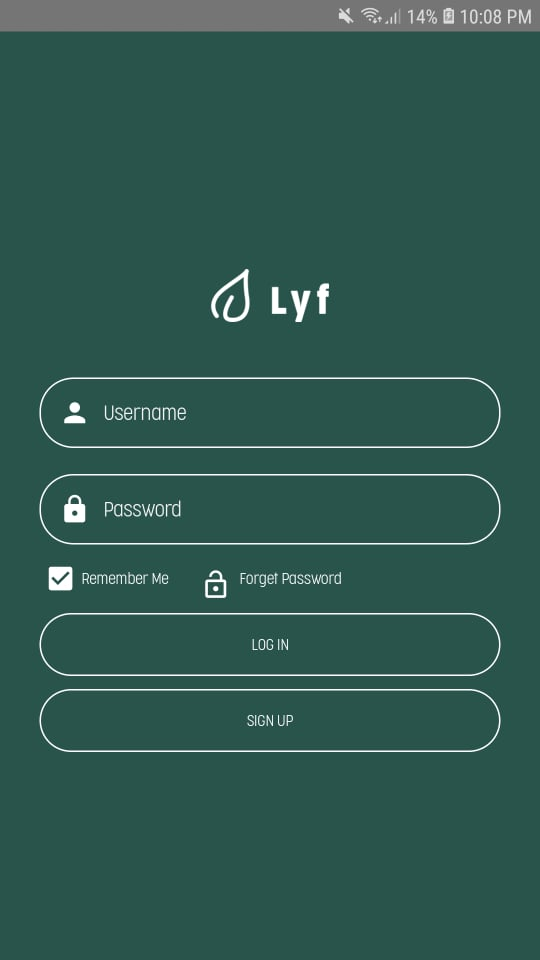 14% 10:08 PM
Lyf
Username
Password
Remember Me Forget Password
LOG IN
SIGN UP